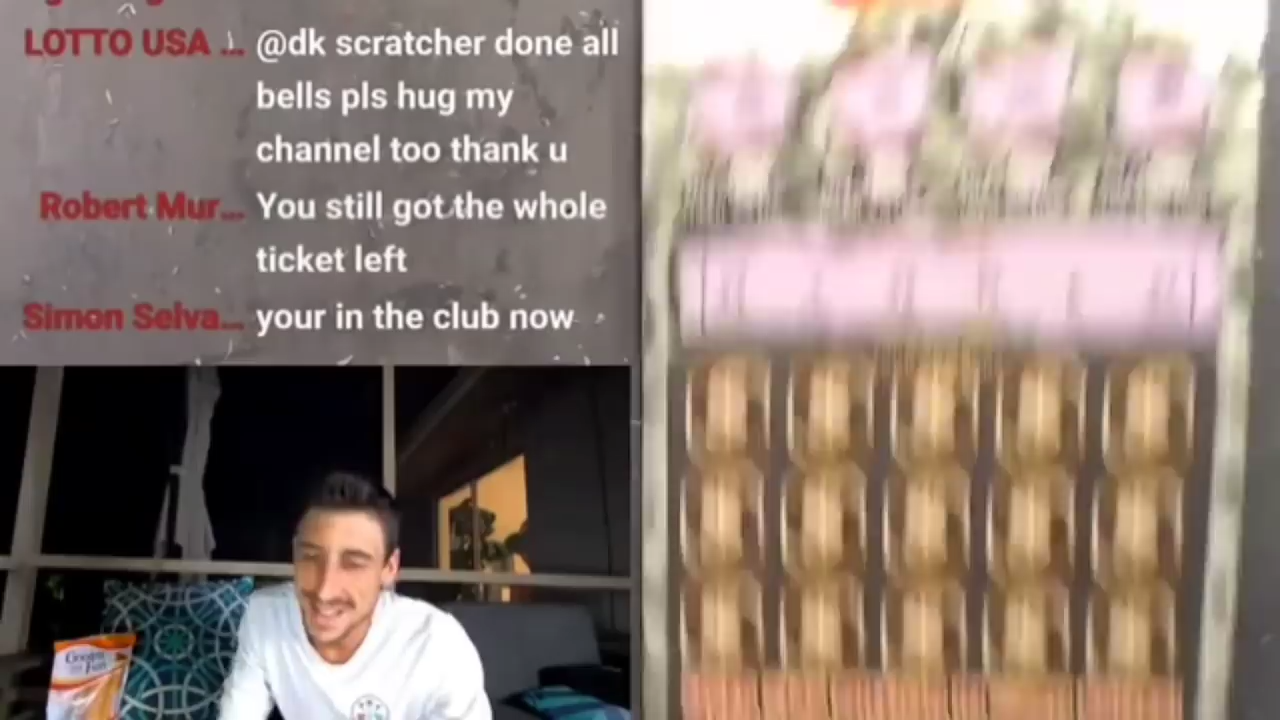 LOTTO USA ... @dk scratcher done all
bells pls hug my
channel too thank u
Robert Mur... You still got the whole
ticket left
Simon Selva... your in the club now